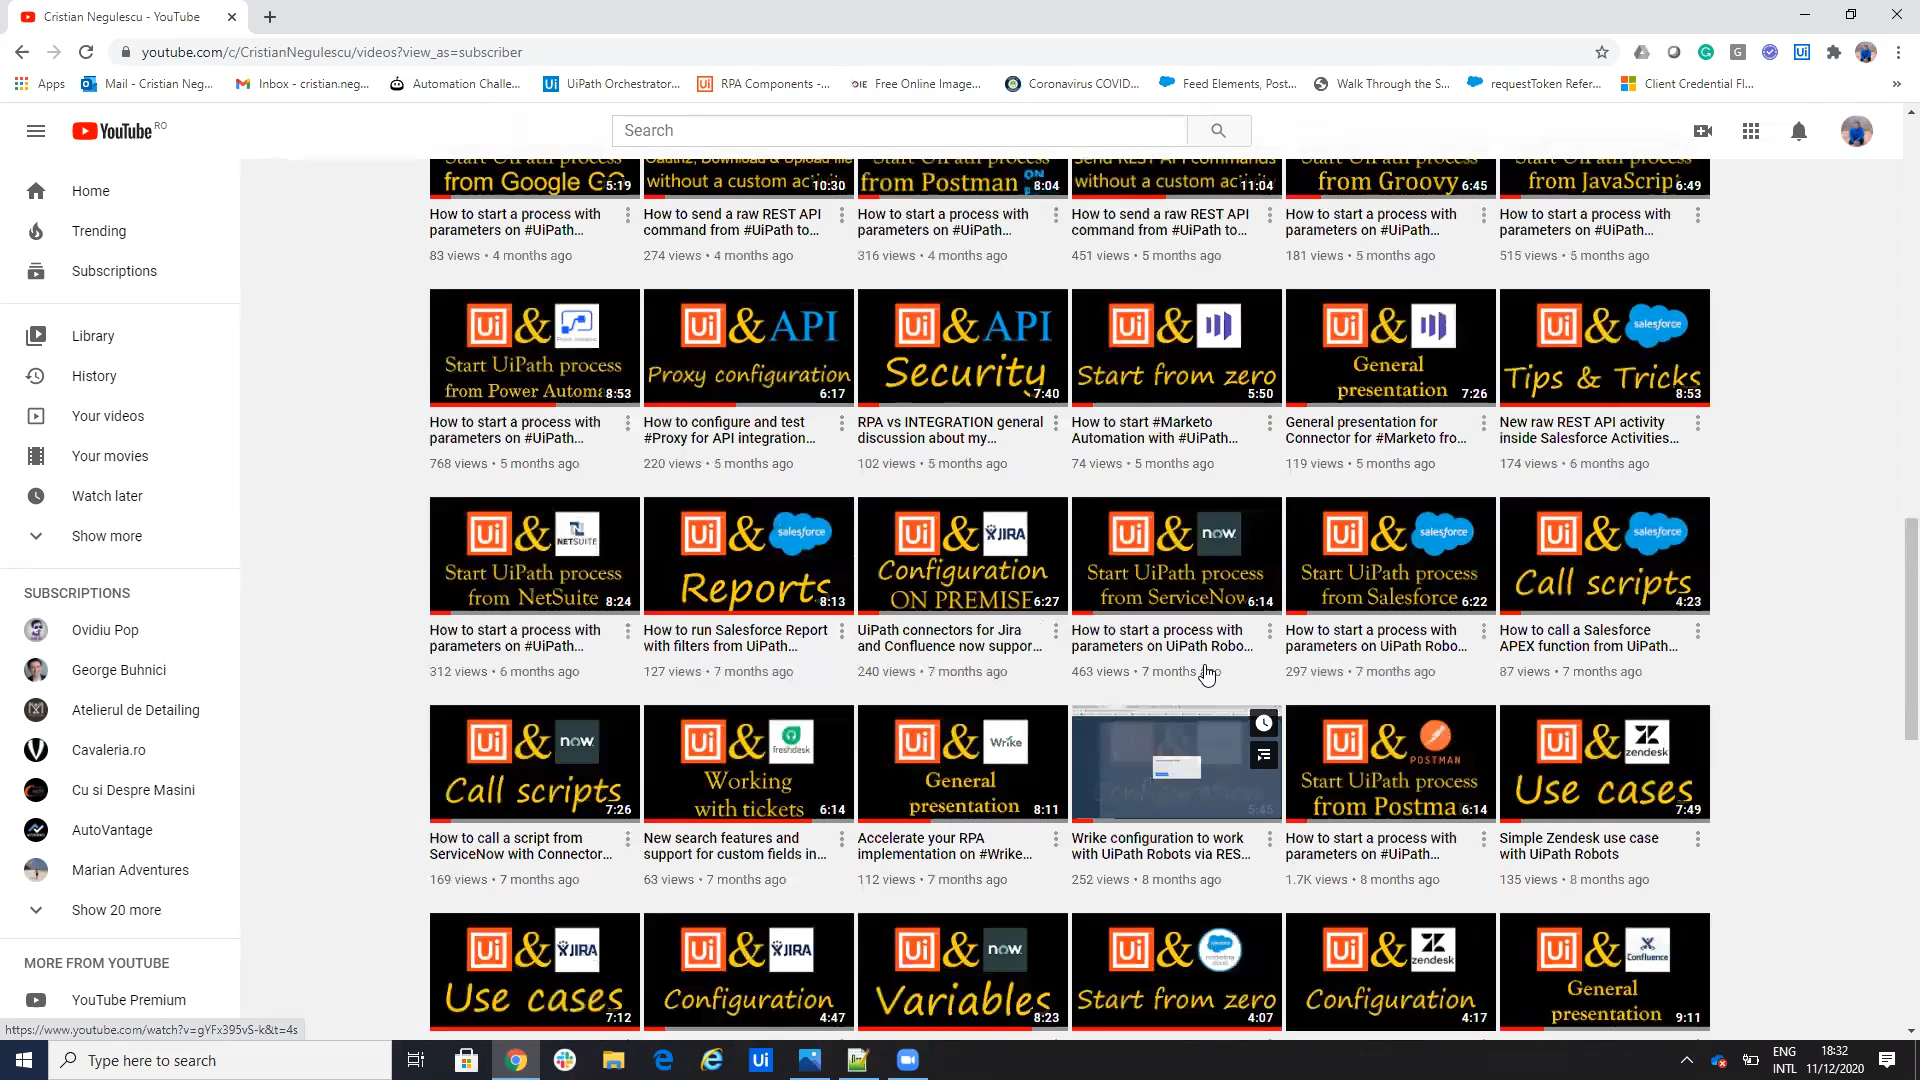 Cristian Negulescu - YouTube
youtube.com/c/CristianNegulescu/videos?view_as=subscriber
Apps
Mail - Cristian Neg...
Inbox - cristian.neg...
Automation Challe...
UiPath Orchestrator...
RPA Components -...
Free Online Image...
Coronavirus COVID...
Feed Elements, Post...
Walk Through the S...
requestToken Refer...
Client Credential Fl...
YouTube RO
Search
Home
Trending
Subscriptions
Library
History
Your videos
Your movies
Watch later
Show more
SUBSCRIPTIONS
Ovidiu Pop
George Buhnici
Atelierul de Detailing
Cavaleria.ro
Cu si Despre Masini
AutoVantage
Marian Adventures
Show 20 more
MORE FROM YOUTUBE
YouTube Premium
Start UiPath process
from Google GC
5:19
How to start a process with
parameters on #UiPath...
83 views • 4 months ago
Oauth2, Download & Upload file
without a custom ac
10:30
How to send a raw REST API
command from #UiPath to...
274 views • 4 months ago
Start UiPath process
from Postman ON
8:04
How to start a process with
parameters on #UiPath...
316 views • 4 months ago
Send REST API commands
without a custom ac
11:04
How to send a raw REST API
command from #UiPath to...
451 views • 5 months ago
Start UiPath process
from Groovy
6:45
How to start a process with
parameters on #UiPath...
181 views • 5 months ago
Start UiPath process
from JavaScrip
6:49
How to start a process with
parameters on #UiPath...
515 views • 5 months ago
Ui &
Start UiPath process
from Power Automa
8:53
How to start a process with
parameters on #UiPath...
768 views • 5 months ago
Ui & API
Proxy configuration
6:17
How to configure and test
#Proxy for API integration...
220 views • 5 months ago
Ui & API
Security
7:40
RPA vs INTEGRATION general
discussion about my...
102 views • 5 months ago
Ui &
Start from zero
5:50
How to start #Marketo
Automation with #UiPath...
74 views • 5 months ago
Ui &
General
presentation
7:26
General presentation for
Connector for #Marketo fro...
119 views • 5 months ago
Ui & salesforce
Tips & Tricks
8:53
New raw REST API activity
inside Salesforce Activities...
174 views • 6 months ago
Ui & NETSUITE
Start UiPath process
from NetSuite
8:24
How to start a process with
parameters on #UiPath...
312 views • 6 months ago
Ui & salesforce
Reports
8:13
How to run Salesforce Report
with filters from UiPath...
127 views • 7 months ago
Ui & JIRA
Configuration
ON PREMISE
6:27
UiPath connectors for Jira
and Confluence now suppor...
240 views • 7 months ago
Ui & now
Start UiPath process
from ServiceNow
6:14
How to start a process with
parameters on UiPath Robo...
463 views • 7 months ago
Ui & salesforce
Start UiPath process
from Salesforce
6:22
How to start a process with
parameters on UiPath Robo...
297 views • 7 months ago
Ui & salesforce
Call scripts
4:23
How to call a Salesforce
APEX function from UiPath...
87 views • 7 months ago
Ui & now
Call scripts
7:26
How to call a script from
ServiceNow with Connector...
169 views • 7 months ago
Ui & freshdesk
Working
with tickets
6:14
New search features and
support for custom fields in...
63 views • 7 months ago
Ui & Wrike
General
presentation
8:11
Accelerate your RPA
implementation on #Wrike...
112 views • 7 months ago
5:45
Wrike configuration to work
with UiPath Robots via RES...
252 views • 8 months ago
Ui & POSTMAN
Start UiPath process
from Postma
6:14
How to start a process with
parameters on #UiPath...
1.7K views • 8 months ago
Ui & zendesk
Use cases
7:49
Simple Zendesk use case
with UiPath Robots
135 views • 8 months ago
Ui & JIRA
Use cases
7:12
Ui & JIRA
Configuration
4:47
Ui & now
Variables
8:23
Ui &
Start from zero
4:07
Ui & zendesk
Configuration
4:17
Ui & Confluence
General
presentation
9:11
https://www.youtube.com/watch?v=gYFx395vS-k&t=4s
Type here to search
Ui
ENG
INTL
18:32
11/12/2020